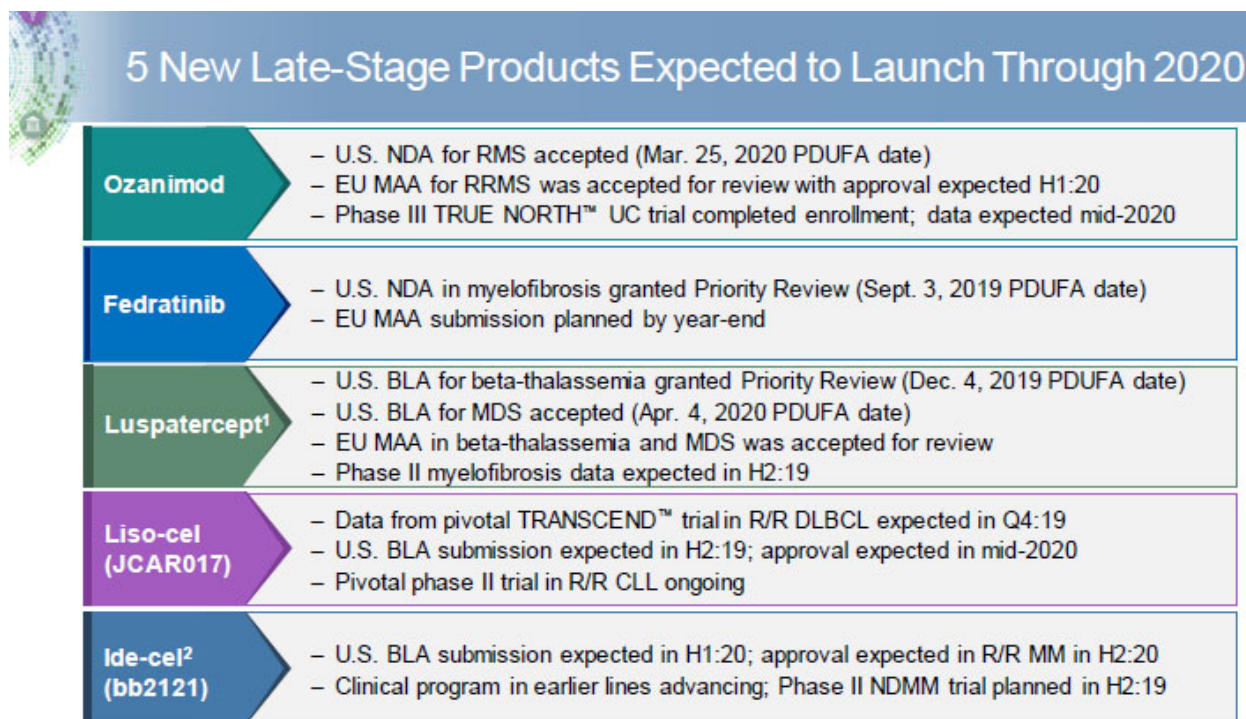 5 New Late-Stage Products Expected to Launch Through 2020
Ozanimod
– U.S. NDA for RMS accepted (Mar. 25, 2020 PDUFA date)
– EU MAA for RRMS was accepted for review with approval expected H1:20
– Phase III TRUE NORTH™ UC trial completed enrollment; data expected mid-2020
Fedratinib
– U.S. NDA in myelofibrosis granted Priority Review (Sept. 3, 2019 PDUFA date)
– EU MAA submission planned by year-end
Luspatercept¹
– U.S. BLA for beta-thalassemia granted Priority Review (Dec. 4, 2019 PDUFA date)
– U.S. BLA for MDS accepted (Apr. 4, 2020 PDUFA date)
– EU MAA in beta-thalassemia and MDS was accepted for review
– Phase II myelofibrosis data expected in H2:19
Liso-cel
(JCAR017)
– Data from pivotal TRANSCEND™ trial in R/R DLBCL expected in Q4:19
– U.S. BLA submission expected in H2:19; approval expected in mid-2020
– Pivotal phase II trial in R/R CLL ongoing
Ide-cel²
(bb2121)
– U.S. BLA submission expected in H1:20; approval expected in R/R MM in H2:20
– Clinical program in earlier lines advancing; Phase II NDMM trial planned in H2:19